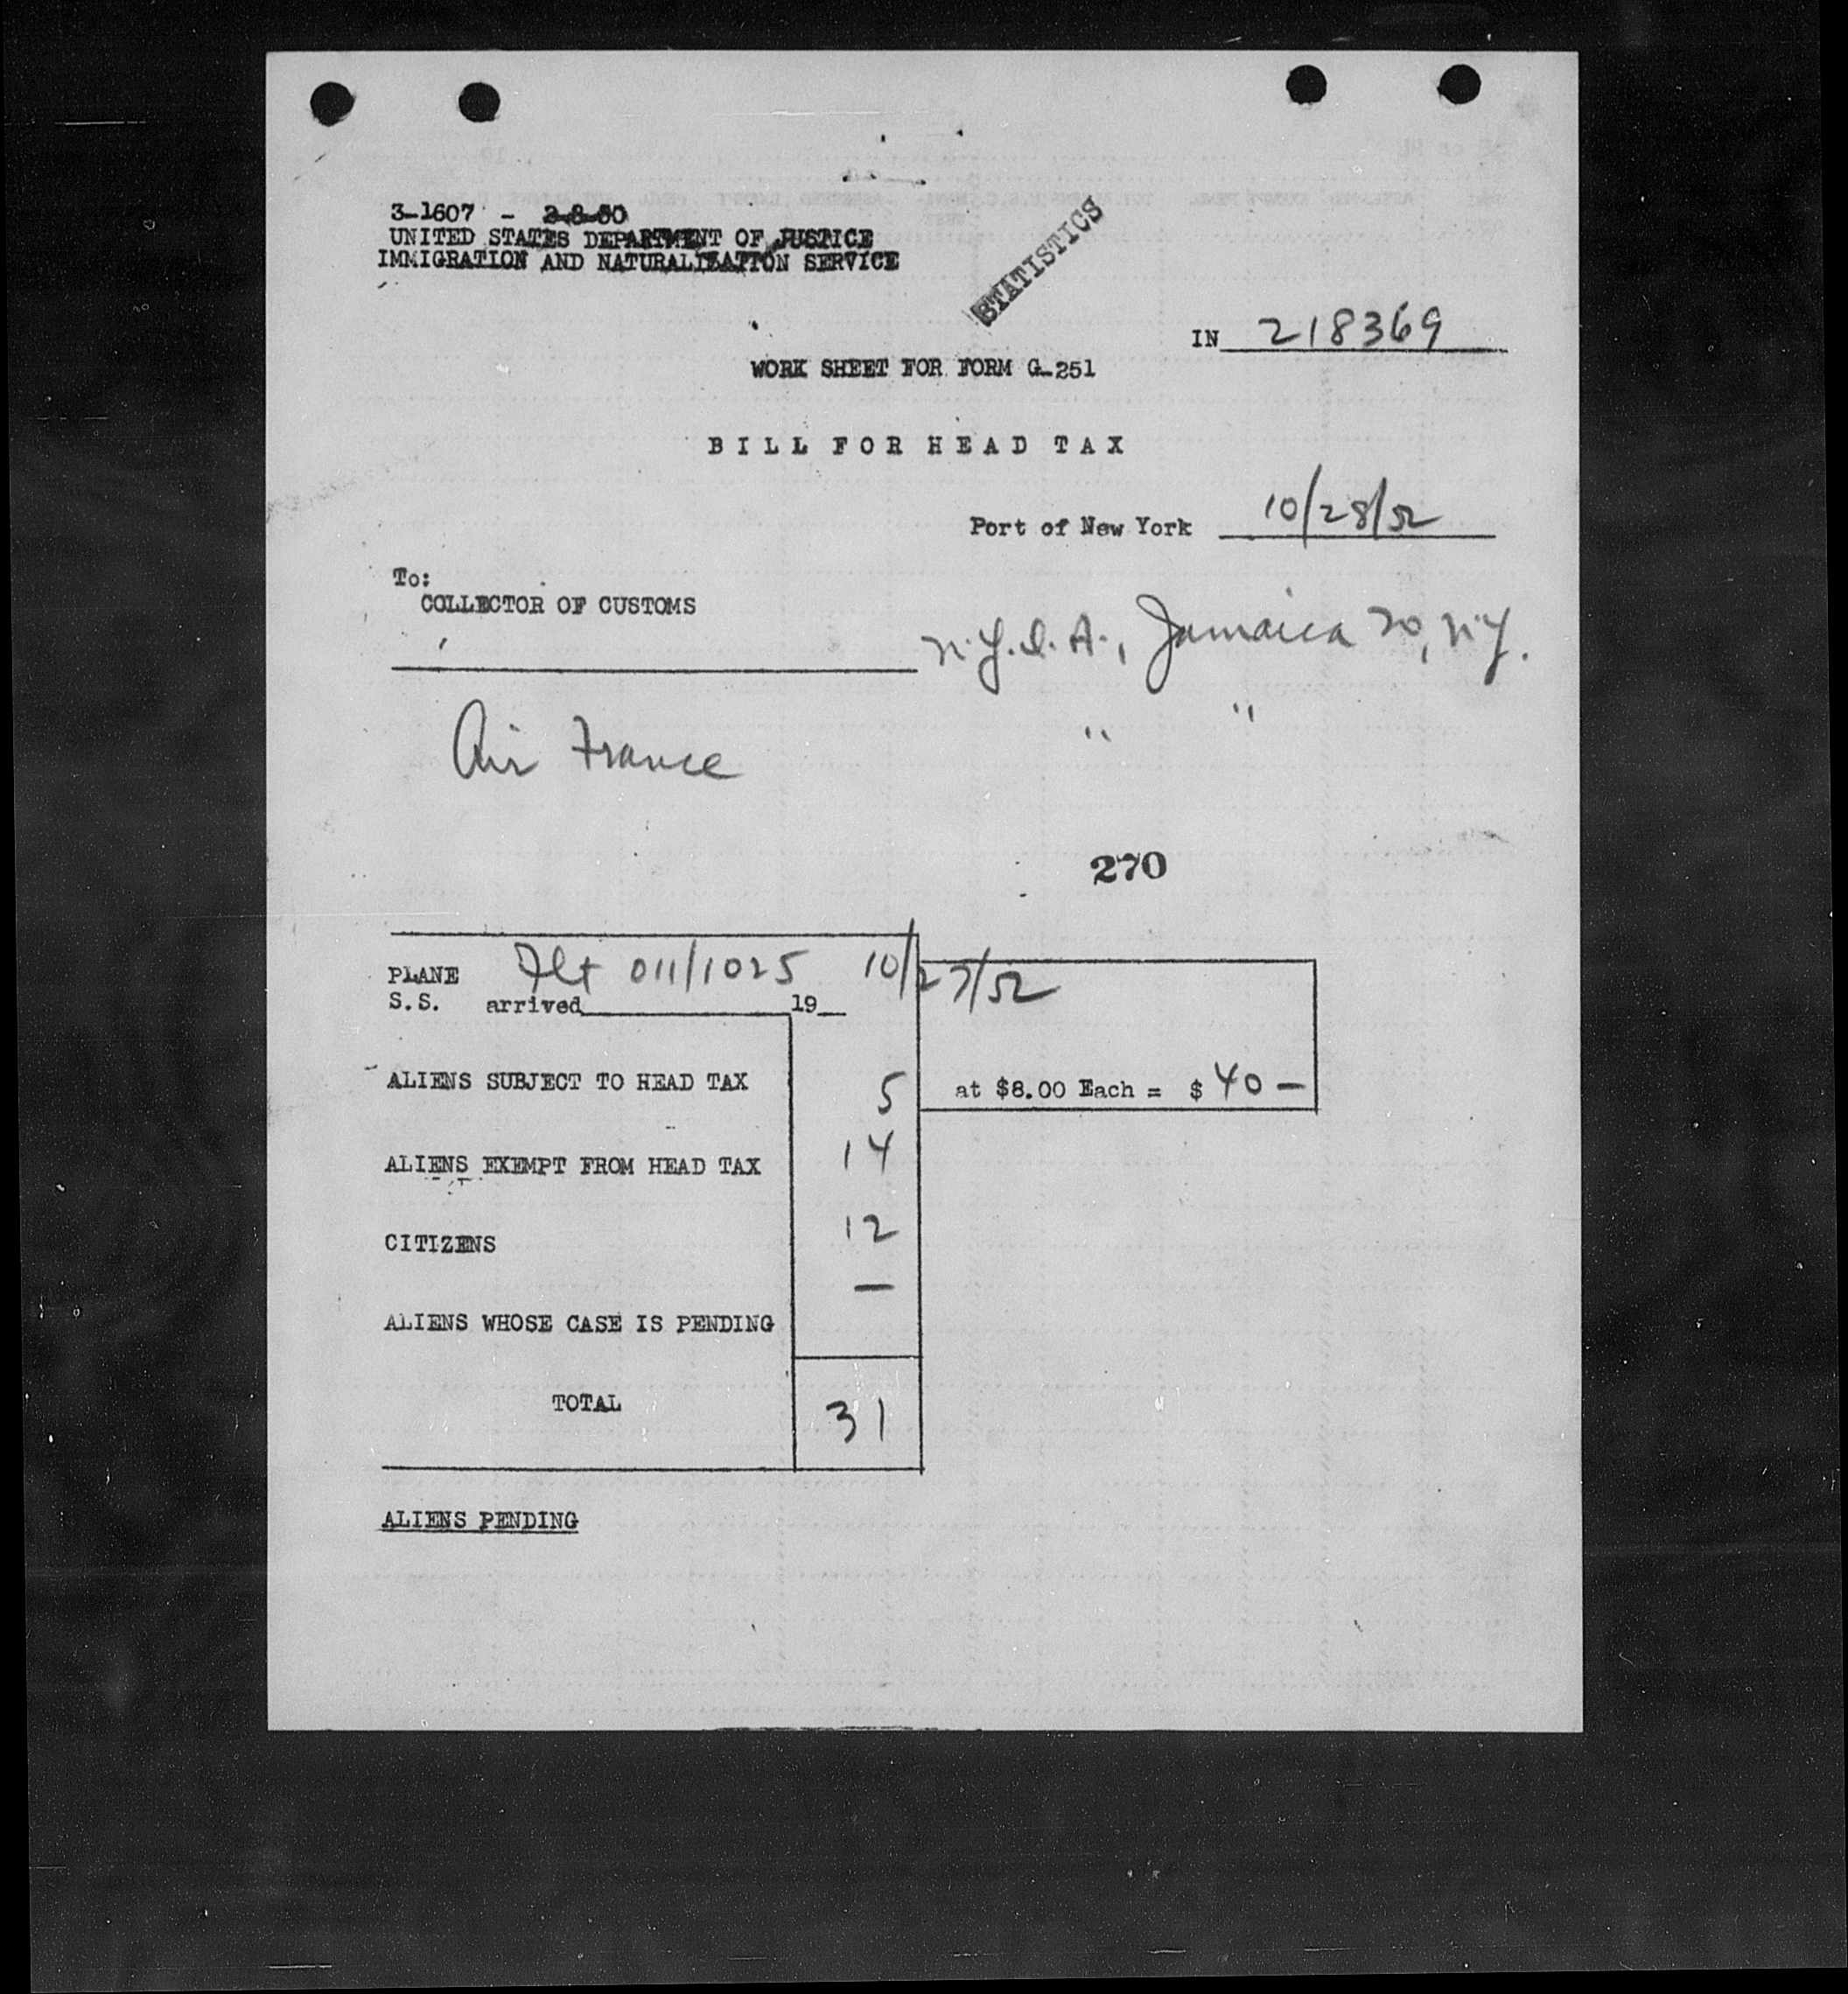 3-1607 - 2-8-50
UNITED STATES DEPARTMENT OF JUSTICE
IMMIGRATION AND NATURALIZATION SERVICE
STATISTICS
IN 218369
WORK SHEET FOR FORM G-251
BILL FOR HEAD TAX
Port of New York 10/28/52
To:
COLLECTOR OF CUSTOMS
N.Y.I.A., Jamaica 30, N.Y.
Air France " "
270
PLANE Flt 011/1025 10/27/52
S.S. arrived 19
ALIENS SUBJECT TO HEAD TAX 5 at $8.00 Each = $ 40 —
ALIENS EXEMPT FROM HEAD TAX 14
CITIZENS 12
ALIENS WHOSE CASE IS PENDING —
TOTAL 31
ALIENS PENDING